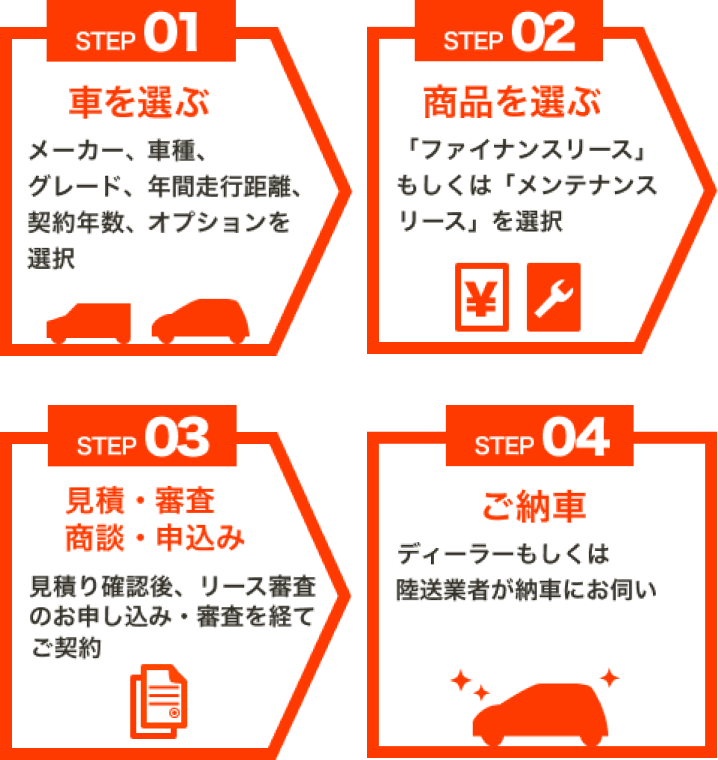 STEP 01
車を選ぶ
メーカー、車種、
グレード、年間走行距離、
契約年数、オプションを
選択
STEP 02
商品を選ぶ
「ファイナンスリース」
もしくは「メンテナンス
リース」を選択
¥
STEP 03
見積・審査
商談・申込み
見積り確認後、リース審査
のお申し込み・審査を経て
ご契約
STEP 04
ご納車
ディーラーもしくは
陸送業者が納車にお伺い